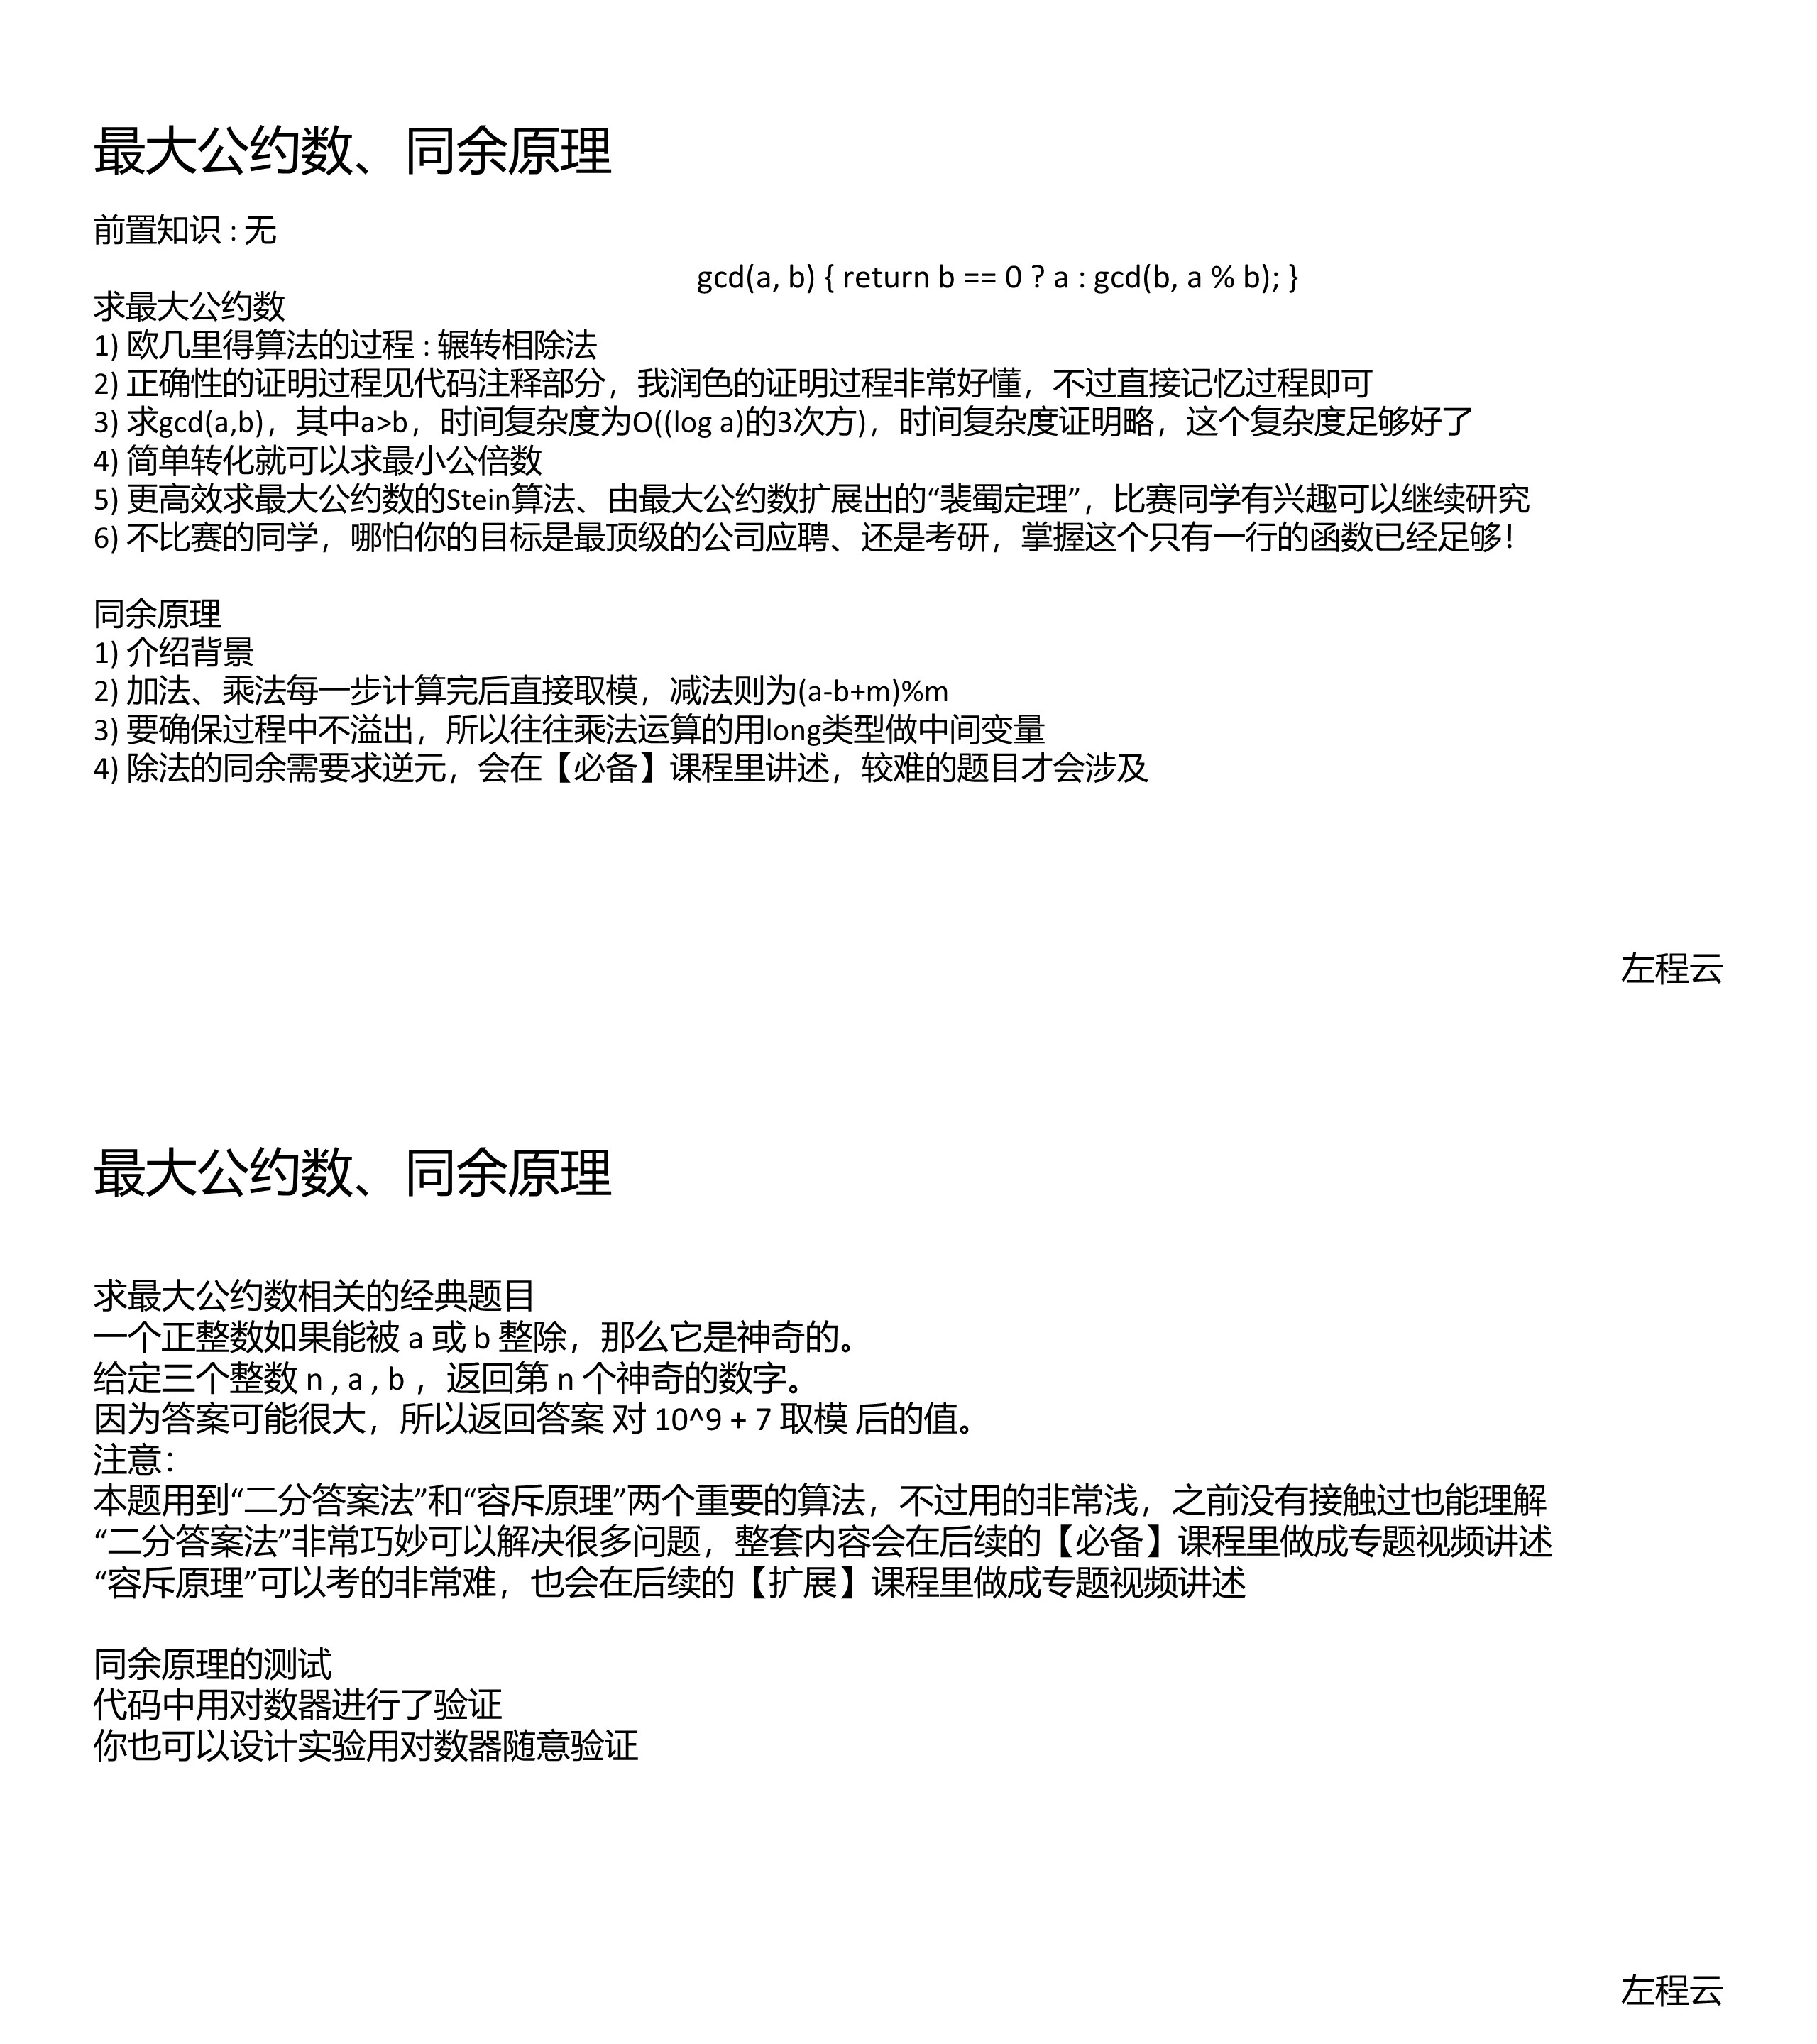 最大公约数、同余原理
前置知识 : 无
gcd(a, b) { return b == 0 ? a : gcd(b, a % b); }
求最大公约数
1) 欧几里得算法的过程 : 辗转相除法
2) 正确性的证明过程见代码注释部分，我润色的证明过程非常好懂，不过直接记忆过程即可
3) 求gcd(a,b)，其中a>b，时间复杂度为O((log a)的3次方)，时间复杂度证明略，这个复杂度足够好了
4) 简单转化就可以求最小公倍数
5) 更高效求最大公约数的Stein算法、由最大公约数扩展出的“裴蜀定理”，比赛同学有兴趣可以继续研究
6) 不比赛的同学，哪怕你的目标是最顶级的公司应聘、还是考研，掌握这个只有一行的函数已经足够！
同余原理
1) 介绍背景
2) 加法、乘法每一步计算完后直接取模，减法则为(a-b+m)%m
3) 要确保过程中不溢出，所以往往乘法运算的用long类型做中间变量
4) 除法的同余需要求逆元，会在【必备】课程里讲述，较难的题目才会涉及
左程云
最大公约数、同余原理
求最大公约数相关的经典题目
一个正整数如果能被 a 或 b 整除，那么它是神奇的。
给定三个整数 n , a , b ，返回第 n 个神奇的数字。
因为答案可能很大，所以返回答案 对 10^9 + 7 取模 后的值。
注意：
本题用到“二分答案法”和“容斥原理”两个重要的算法，不过用的非常浅，之前没有接触过也能理解
“二分答案法”非常巧妙可以解决很多问题，整套内容会在后续的【必备】课程里做成专题视频讲述
“容斥原理”可以考的非常难，也会在后续的【扩展】课程里做成专题视频讲述
同余原理的测试
代码中用对数器进行了验证
你也可以设计实验用对数器随意验证
左程云